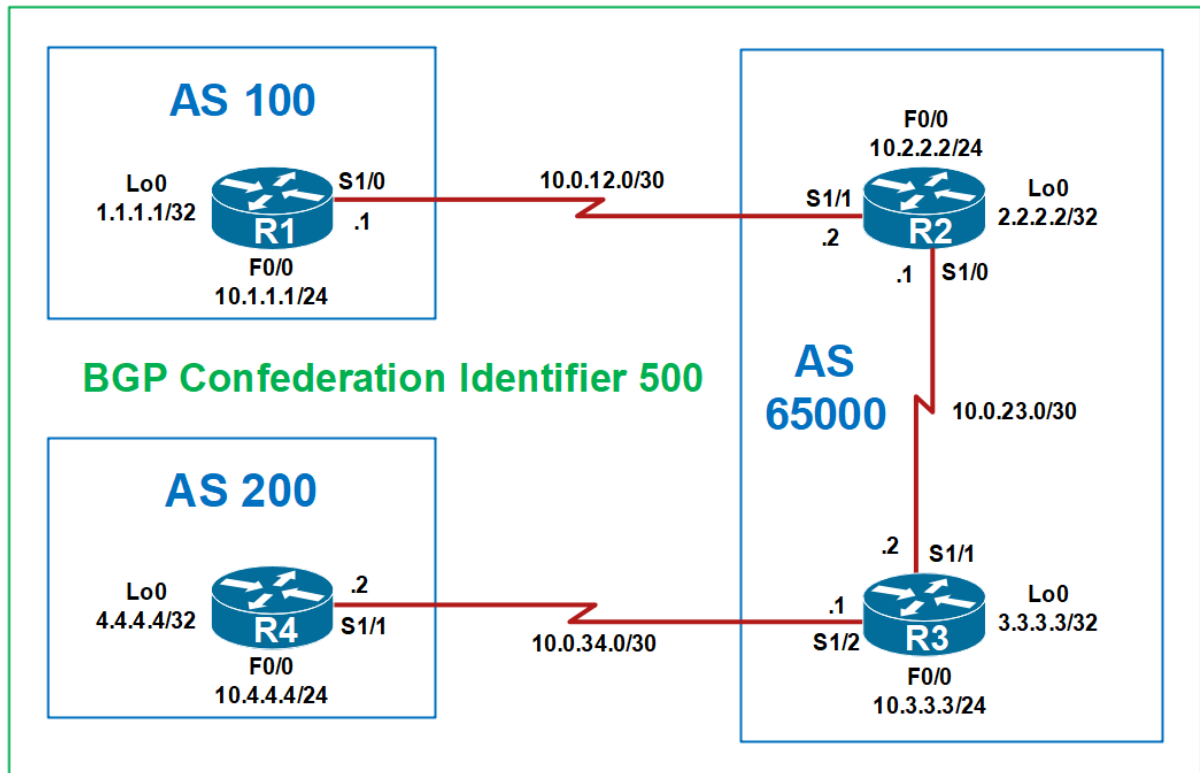 AS 100
Lo0
1.1.1.1/32
S1/0
.1
R1
F0/0
10.1.1.1/24
10.0.12.0/30
F0/0
10.2.2.2/24
S1/1
.2
R2
Lo0
2.2.2.2/32
.1
S1/0
BGP Confederation Identifier 500
AS
65000
10.0.23.0/30
AS 200
Lo0
4.4.4.4/32
.2
S1/1
R4
F0/0
10.4.4.4/24
10.0.34.0/30
.2
S1/1
.1
S1/2
R3
Lo0
3.3.3.3/32
F0/0
10.3.3.3/24